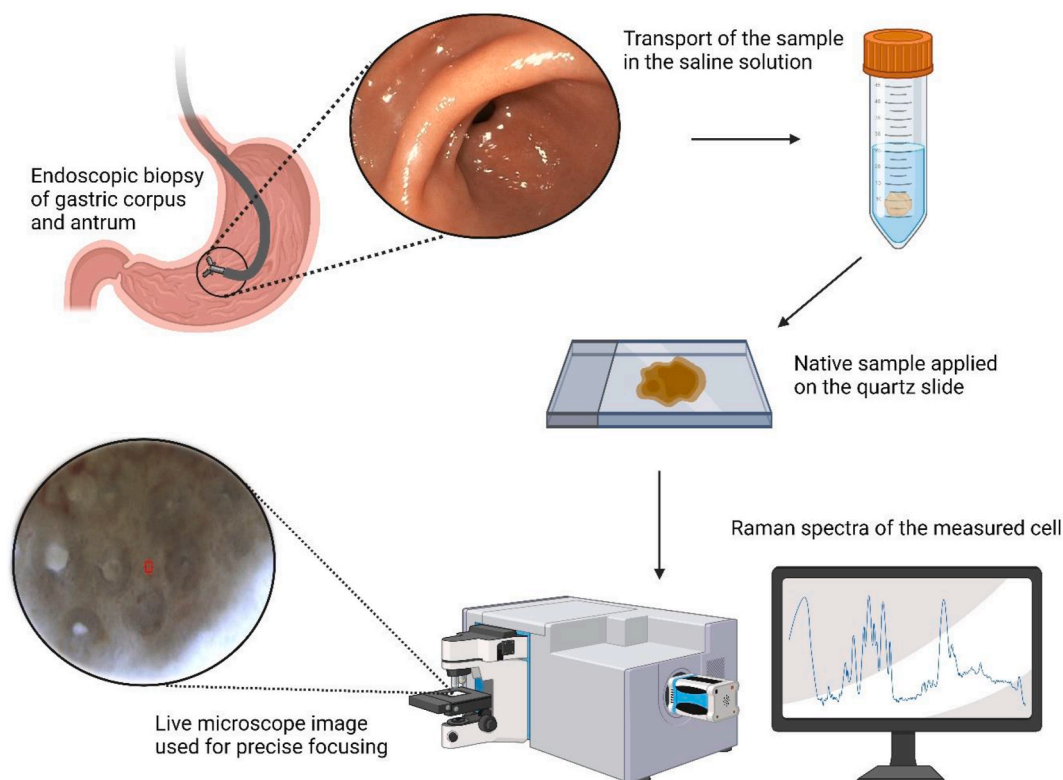 Transport of the sample
in the saline solution
Endoscopic biopsy
of gastric corpus
and antrum
Native sample applied
on the quartz slide
Raman spectra of the measured cell
Live microscope image
used for precise focusing